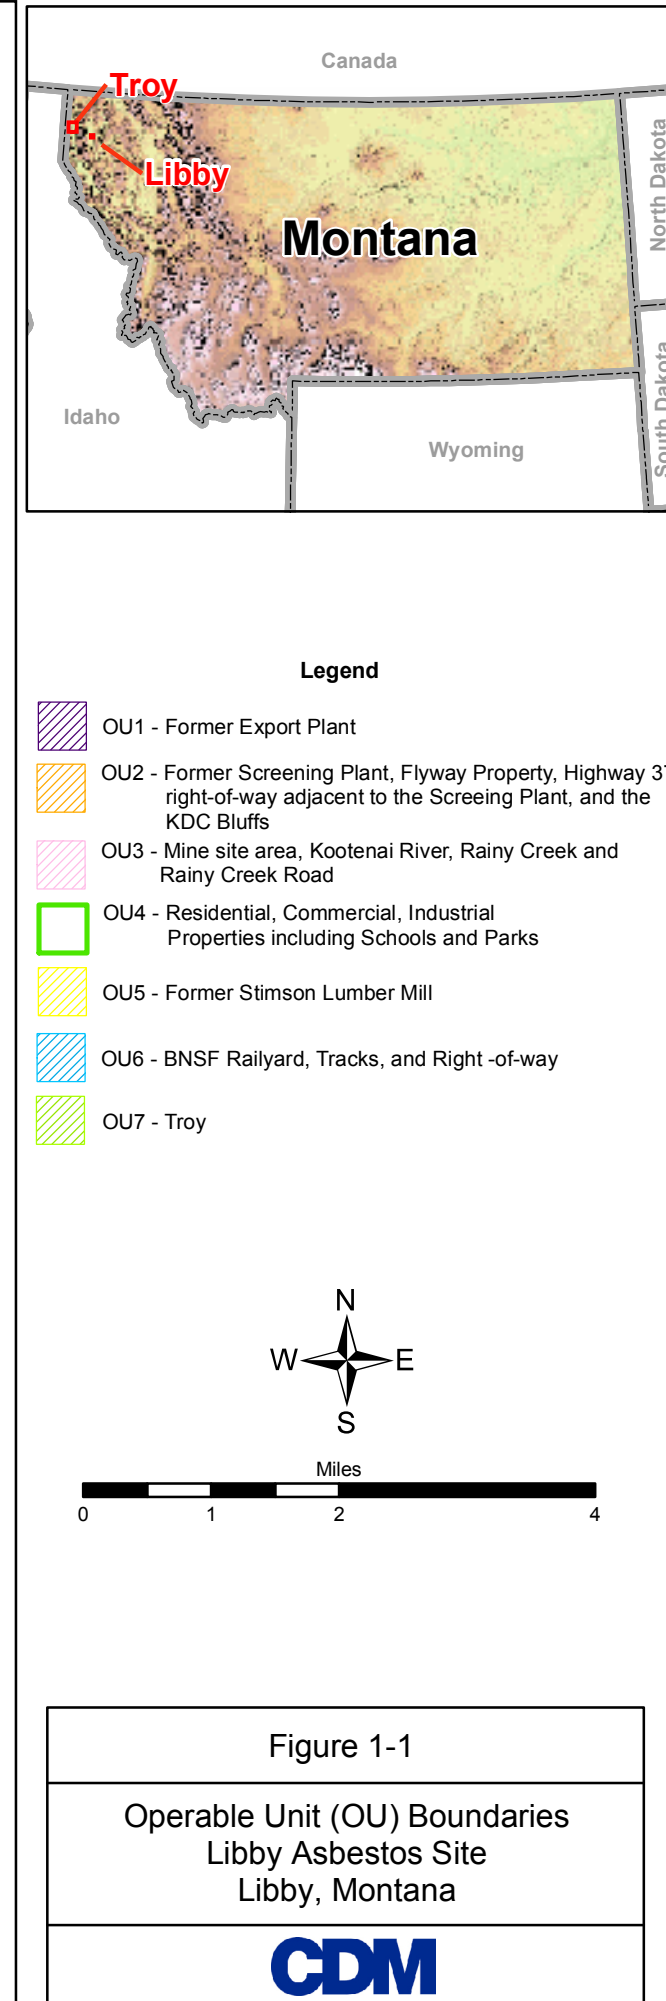 Canada
Troy
Libby
Montana
North Dakota
South Dakota
Idaho
Wyoming
Legend
OU1 - Former Export Plant
OU2 - Former Screening Plant, Flyway Property, Highway 37
right-of-way adjacent to the Screeing Plant, and the
KDC Bluffs
OU3 - Mine site area, Kootenai River, Rainy Creek and
Rainy Creek Road
OU4 - Residential, Commercial, Industrial
Properties including Schools and Parks
OU5 - Former Stimson Lumber Mill
OU6 - BNSF Railyard, Tracks, and Right -of-way
OU7 - Troy
N
W E
S
Miles
0 1 2 4
Figure 1-1
Operable Unit (OU) Boundaries
Libby Asbestos Site
Libby, Montana
CDM